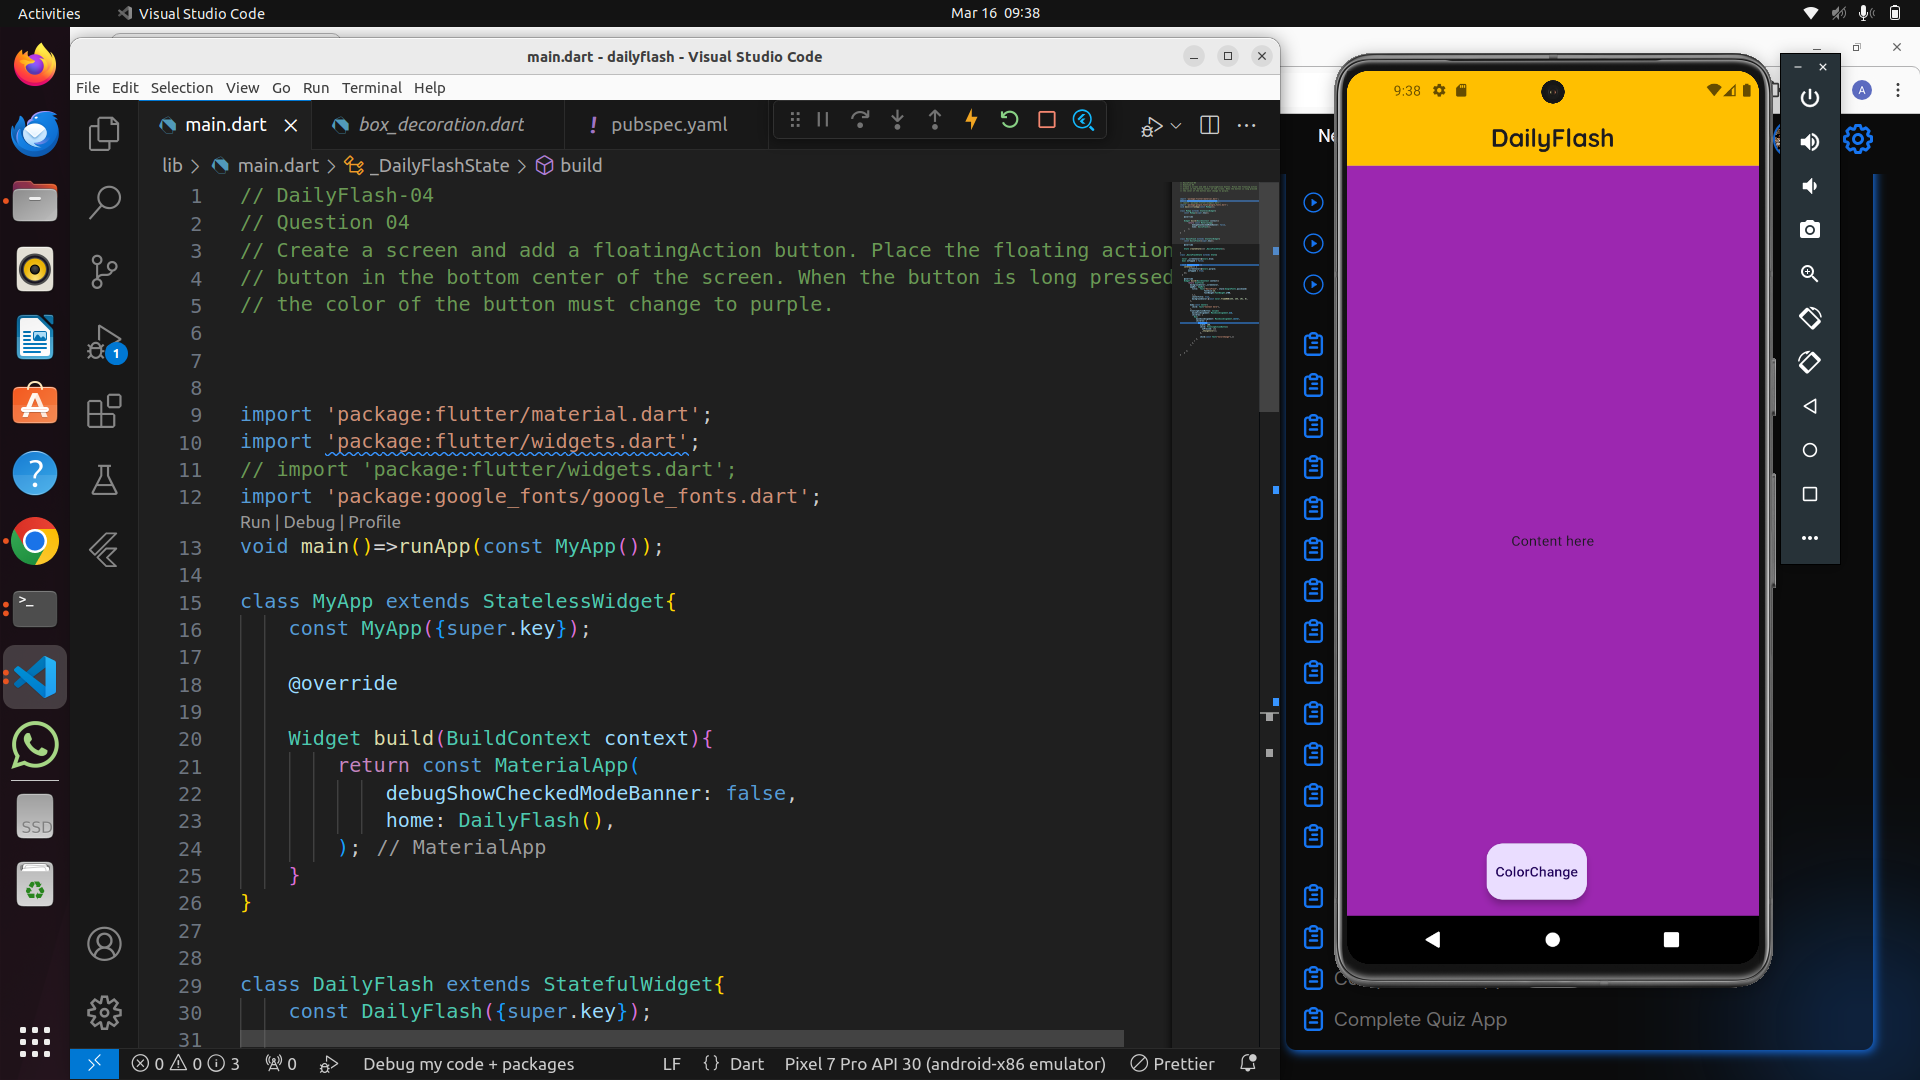 Activities
Visual Studio Code
Mar 16 09:38
main.dart - dailyflash - Visual Studio Code
File Edit Selection View Go Run Terminal Help
main.dart
box_decoration.dart
! pubspec.yaml
lib > main.dart > _DailyFlashState > build
1 // DailyFlash-04
2 // Question 04
3 // Create a screen and add a floatingAction button. Place the floating action
4 // button in the bottom center of the screen. When the button is long pressed
5 // the color of the button must change to purple.
6
7
8
9 import 'package:flutter/material.dart';
10 import 'package:flutter/widgets.dart';
11 // import 'package:flutter/widgets.dart';
12 import 'package:google_fonts/google_fonts.dart';
Run | Debug | Profile
13 void main()=>runApp(const MyApp());
14
15 class MyApp extends StatelessWidget{
16 const MyApp({super.key});
17
18 @override
19
20 Widget build(BuildContext context){
21 return const MaterialApp(
22 debugShowCheckedModeBanner: false,
23 home: DailyFlash(),
24 ); // MaterialApp
25 }
26 }
27
28
29 class DailyFlash extends StatefulWidget{
30 const DailyFlash({super.key});
31
1
SSD
0 0 3
0
Debug my code + packages
LF
{} Dart
Pixel 7 Pro API 30 (android-x86 emulator)
Prettier
9:38
DailyFlash
Content here
ColorChange
A
Complete Quiz App